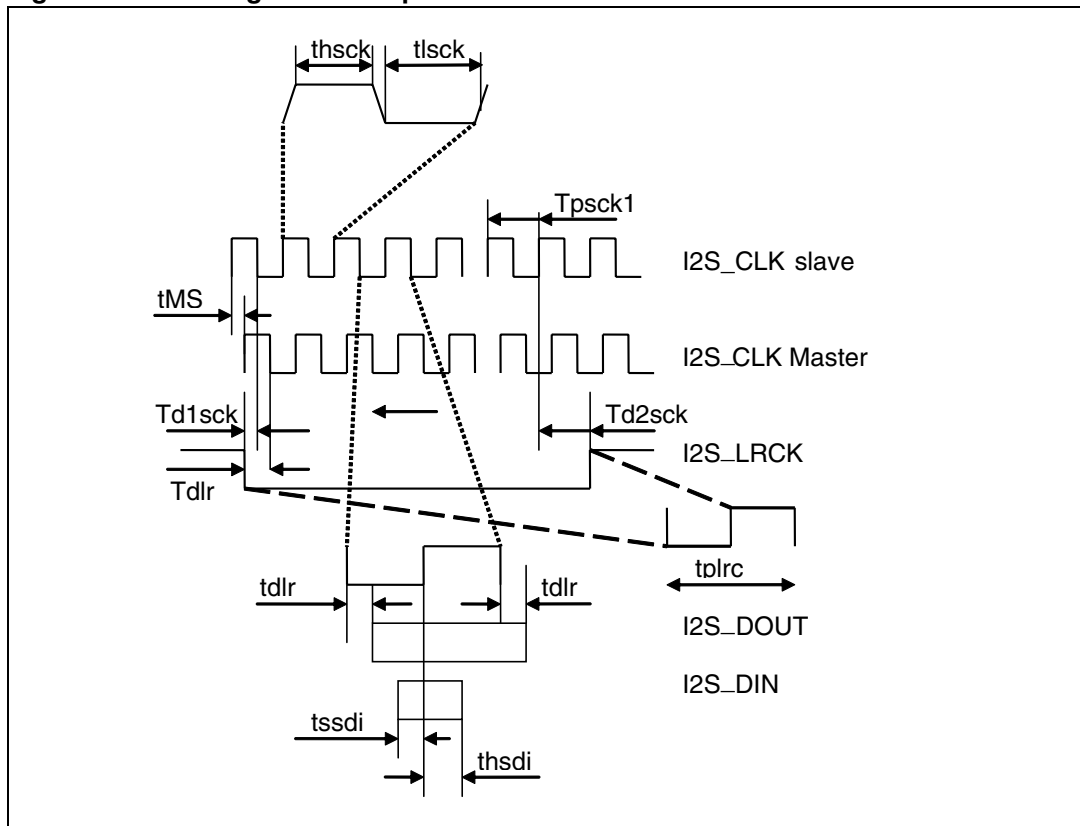 thsck tlsck
Tpsck1
I2S_CLK slave
tMS
I2S_CLK Master
Td1sck Td2sck
I2S_LRCK
Tdlr
tplrc
tdlr tdlr
I2S_DOUT
I2S_DIN
tssdi
thsdi